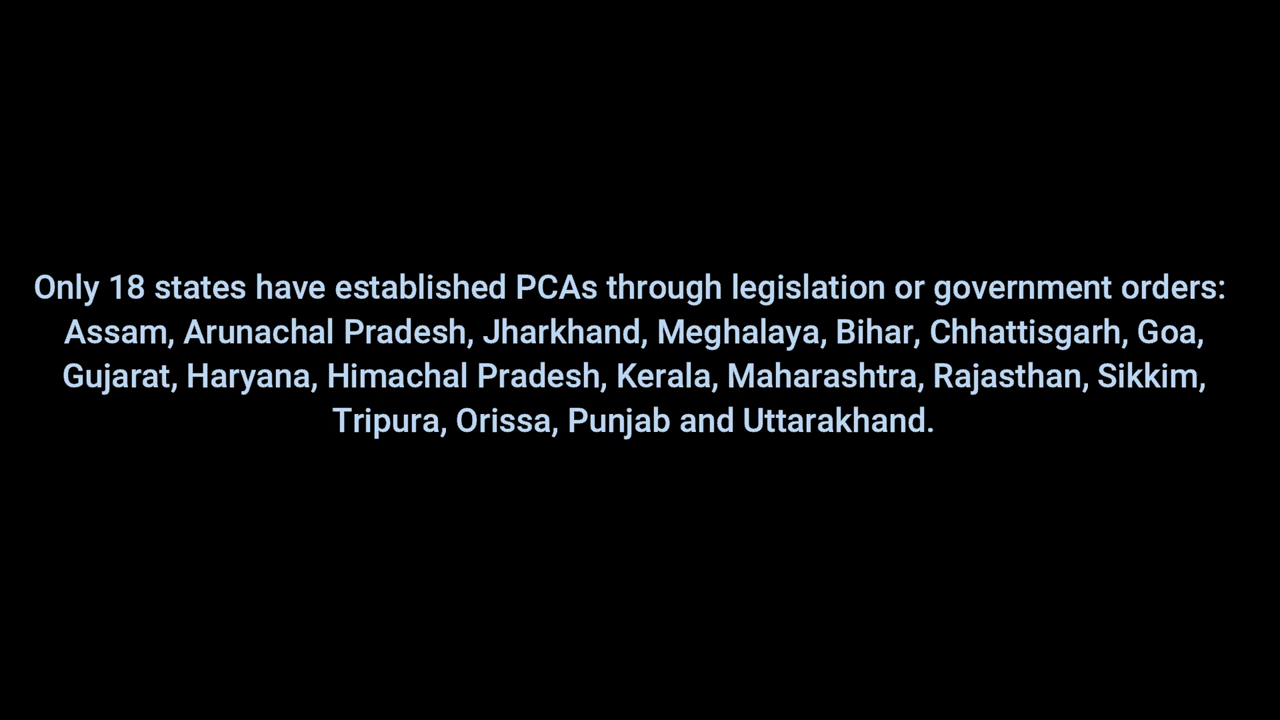 Only 18 states have established PCAs through legislation or government orders:
Assam, Arunachal Pradesh, Jharkhand, Meghalaya, Bihar, Chhattisgarh, Goa,
Gujarat, Haryana, Himachal Pradesh, Kerala, Maharashtra, Rajasthan, Sikkim,
Tripura, Orissa, Punjab and Uttarakhand.